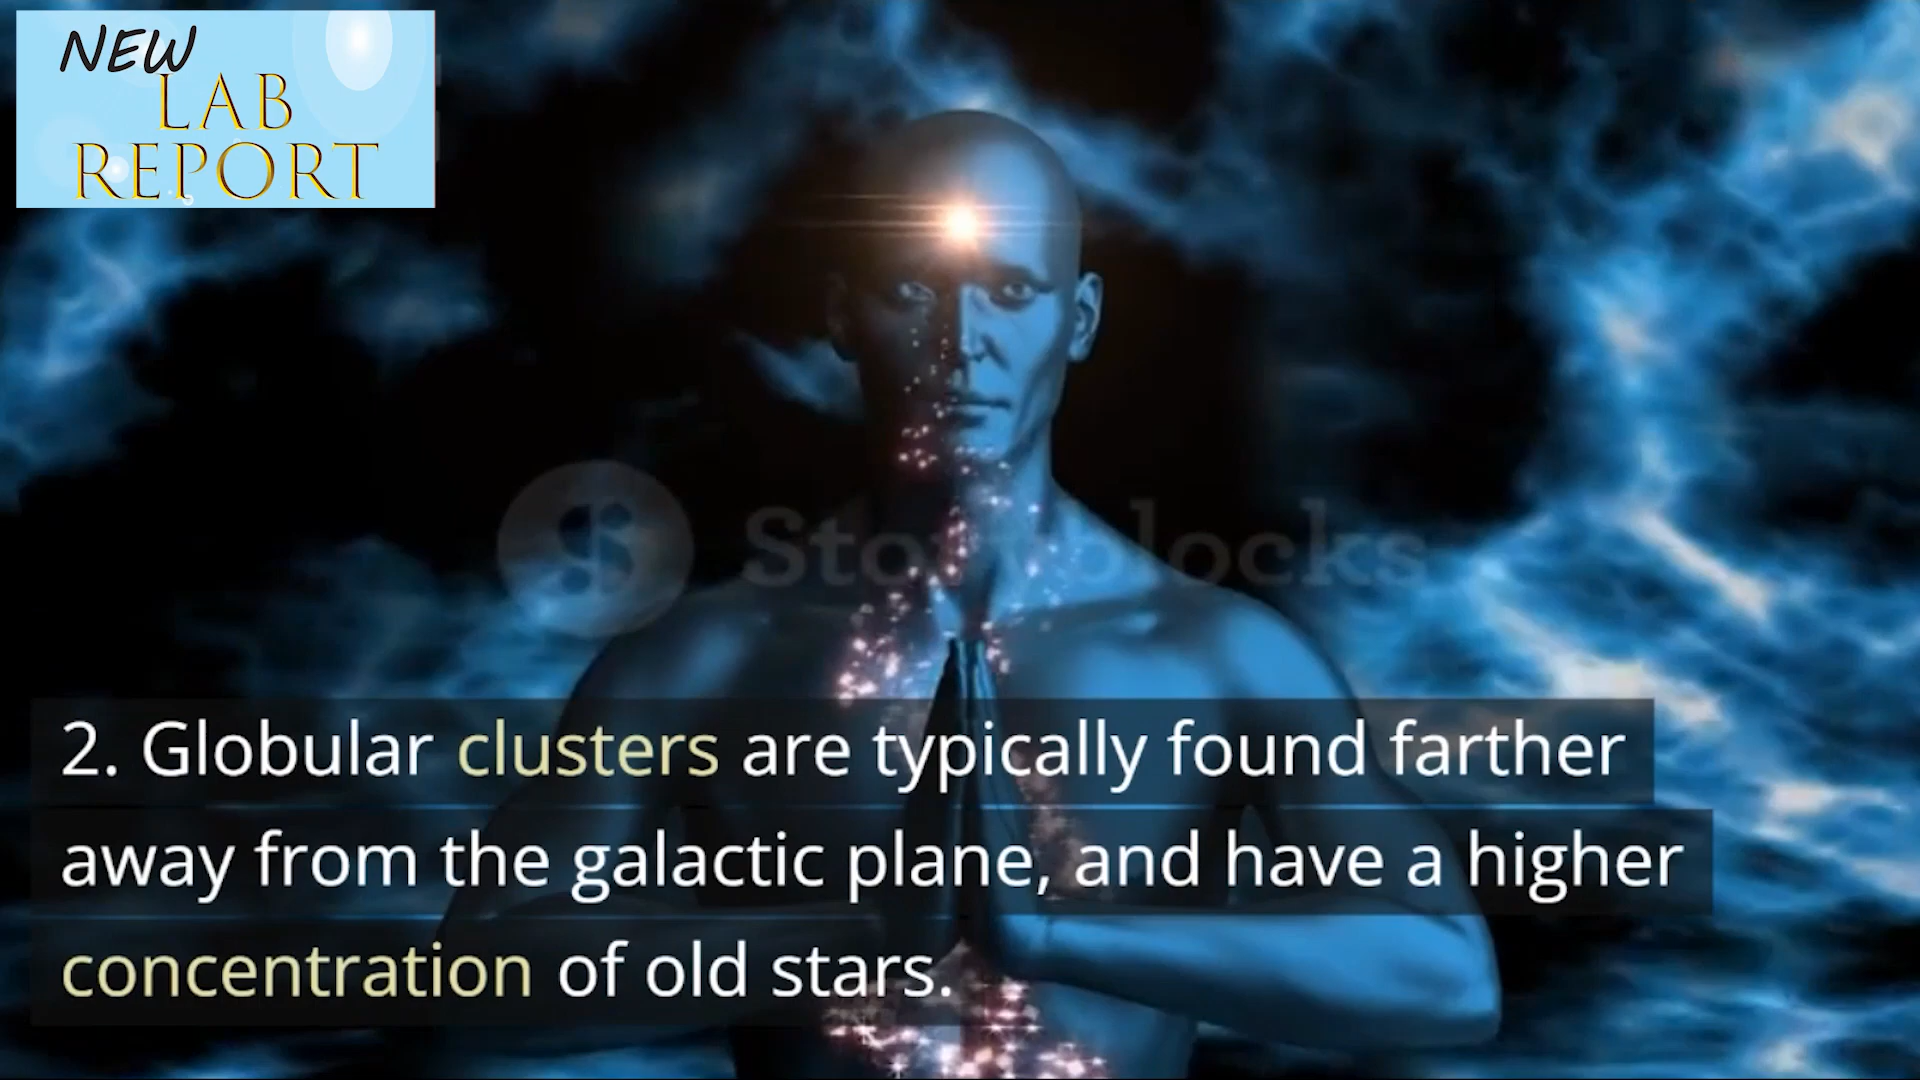 NEW
LAB
REPORT
Storyblocks
2. Globular clusters are typically found farther
away from the galactic plane, and have a higher
concentration of old stars.